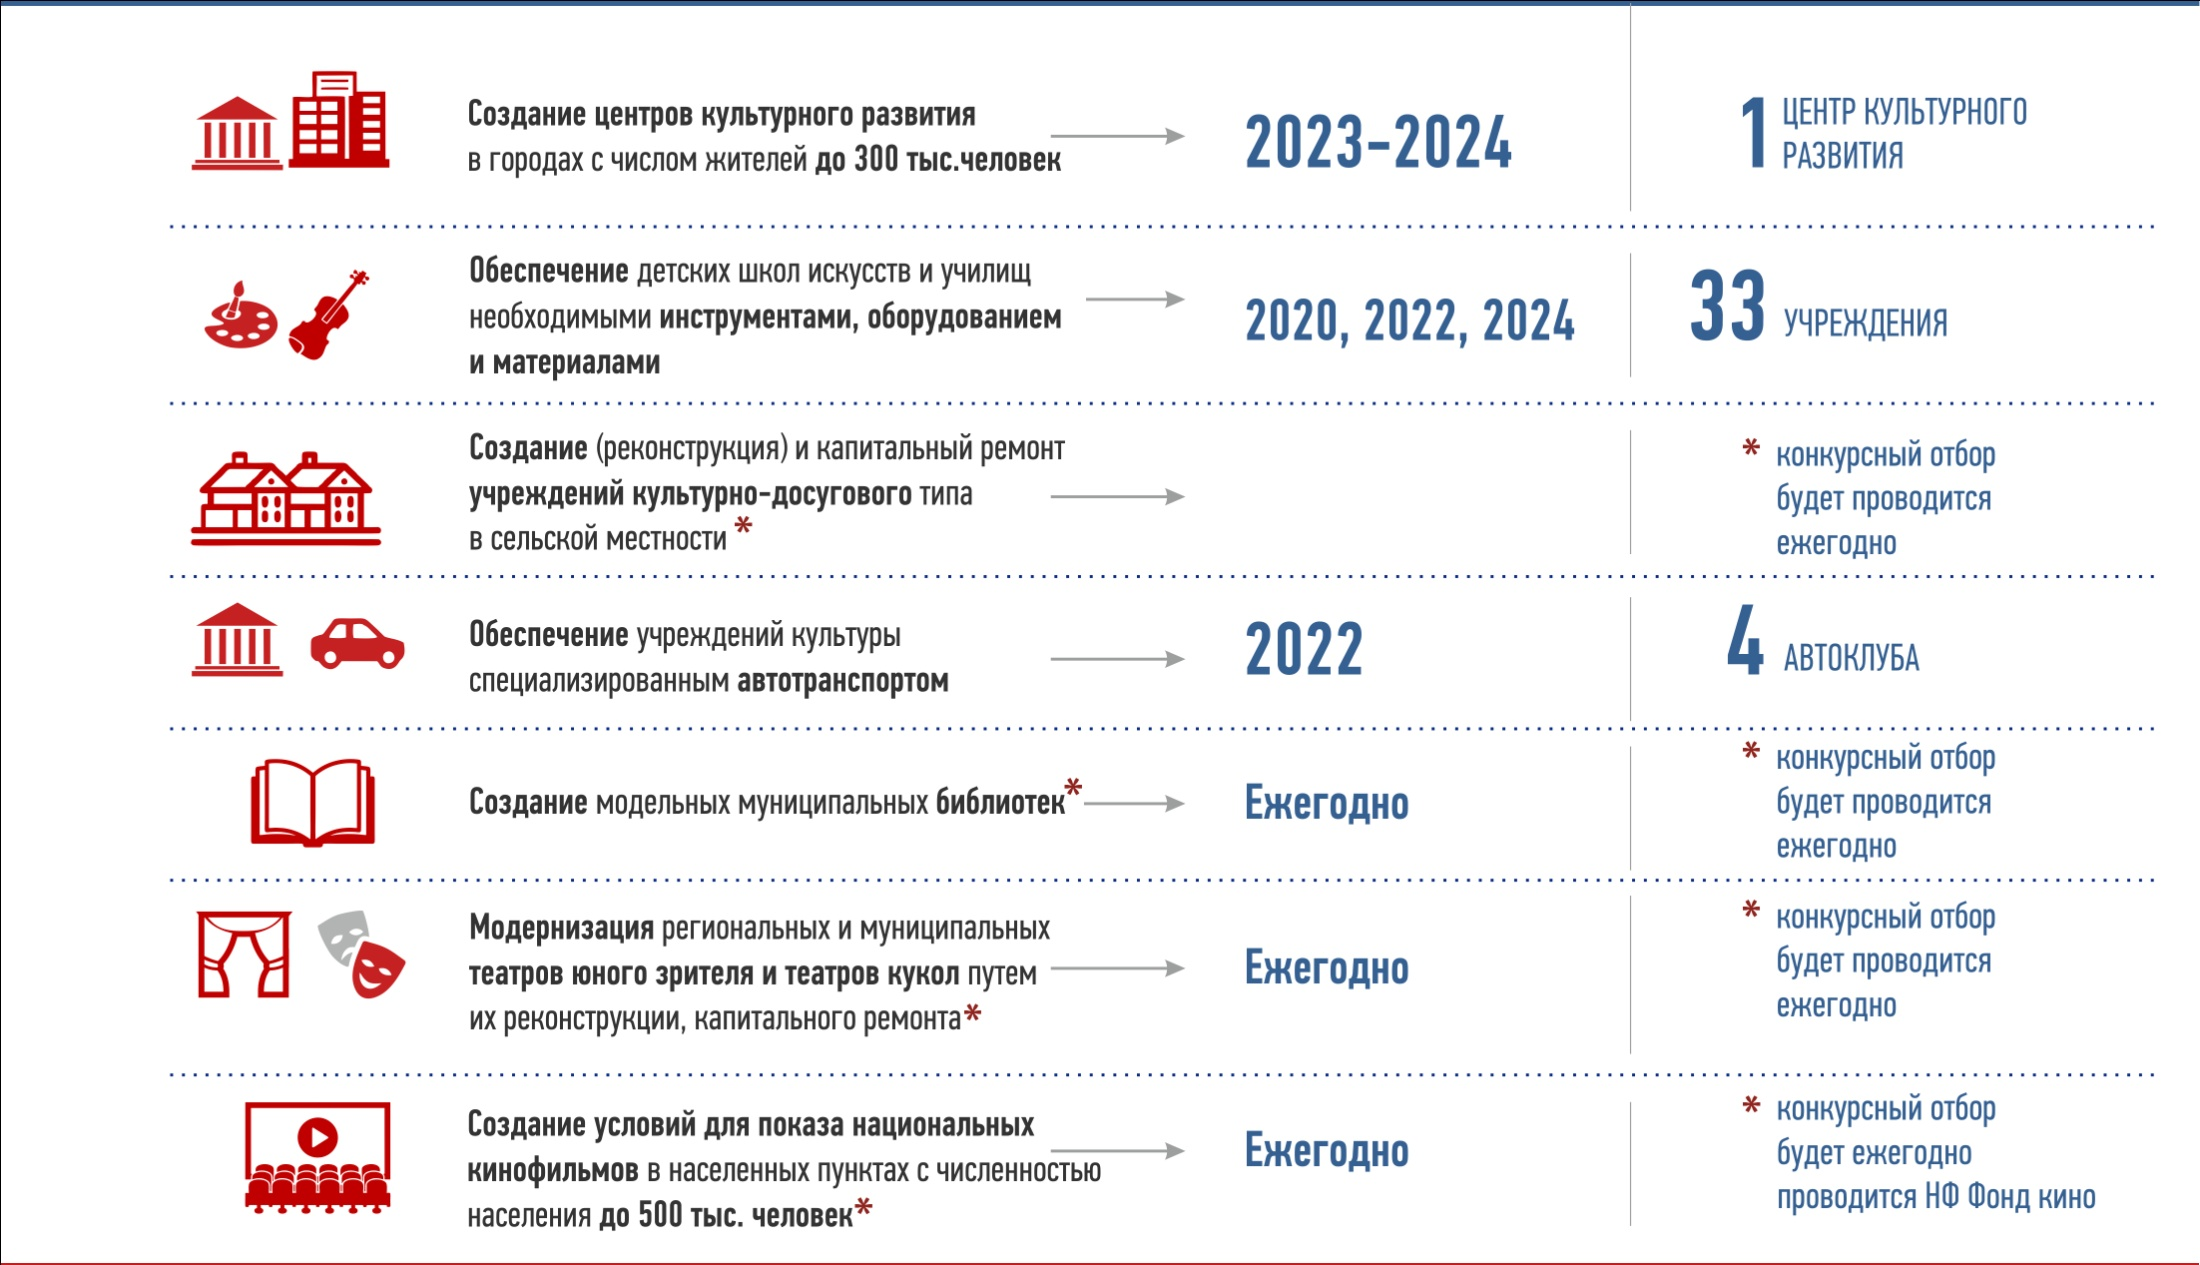 Создание центров культурного развития
в городах с числом жителей до 300 тыс.человек
2023-2024
1 ЦЕНТР КУЛЬТУРНОГО
РАЗВИТИЯ
Обеспечение детских школ искусств и училищ
необходимыми инструментами, оборудованием
и материалами
2020, 2022, 2024
33 УЧРЕЖДЕНИЯ
Создание (реконструкция) и капитальный ремонт
учреждений культурно-досугового типа
в сельской местности *
* конкурсный отбор
будет проводится
ежегодно
Обеспечение учреждений культуры
специализированным автотранспортом
2022
4 АВТОКЛУБА
Создание модельных муниципальных библиотек*
Ежегодно
* конкурсный отбор
будет проводится
ежегодно
Модернизация региональных и муниципальных
театров юного зрителя и театров кукол путем
их реконструкции, капитального ремонта*
Ежегодно
* конкурсный отбор
будет проводится
ежегодно
Создание условий для показа национальных
кинофильмов в населенных пунктах с численностью
населения до 500 тыс. человек*
Ежегодно
* конкурсный отбор
будет ежегодно
проводится НФ Фонд кино